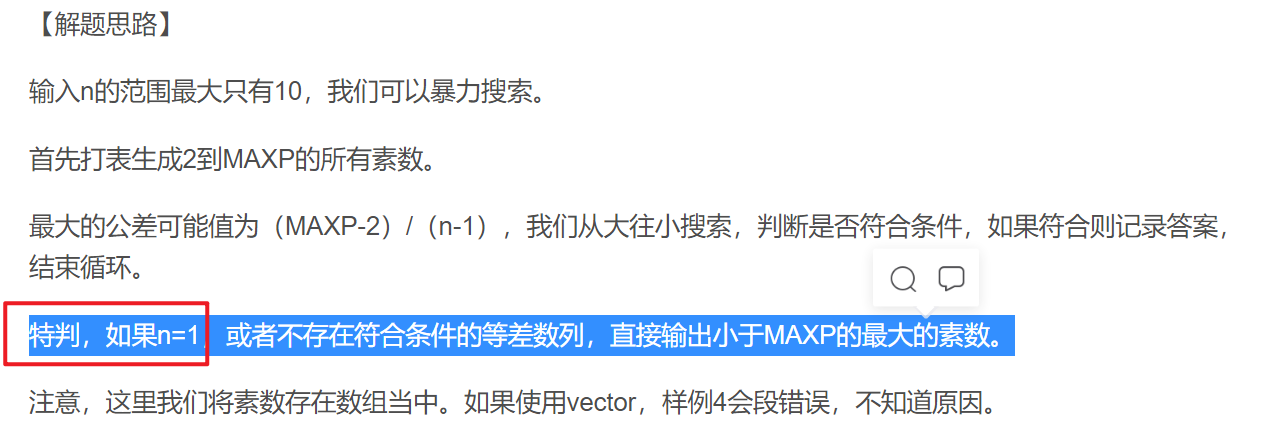 【解题思路】
输入n的范围最大只有10，我们可以暴力搜索。
首先打表生成2到MAXP的所有素数。
最大的公差可能值为（MAXP-2）/（n-1），我们从大往小搜索，判断是否符合条件，如果符合则记录答案，
结束循环。
特判，如果n=1，或者不存在符合条件的等差数列，直接输出小于MAXP的最大的素数。
注意，这里我们将素数存在数组当中。如果使用vector，样例4会段错误，不知道原因。